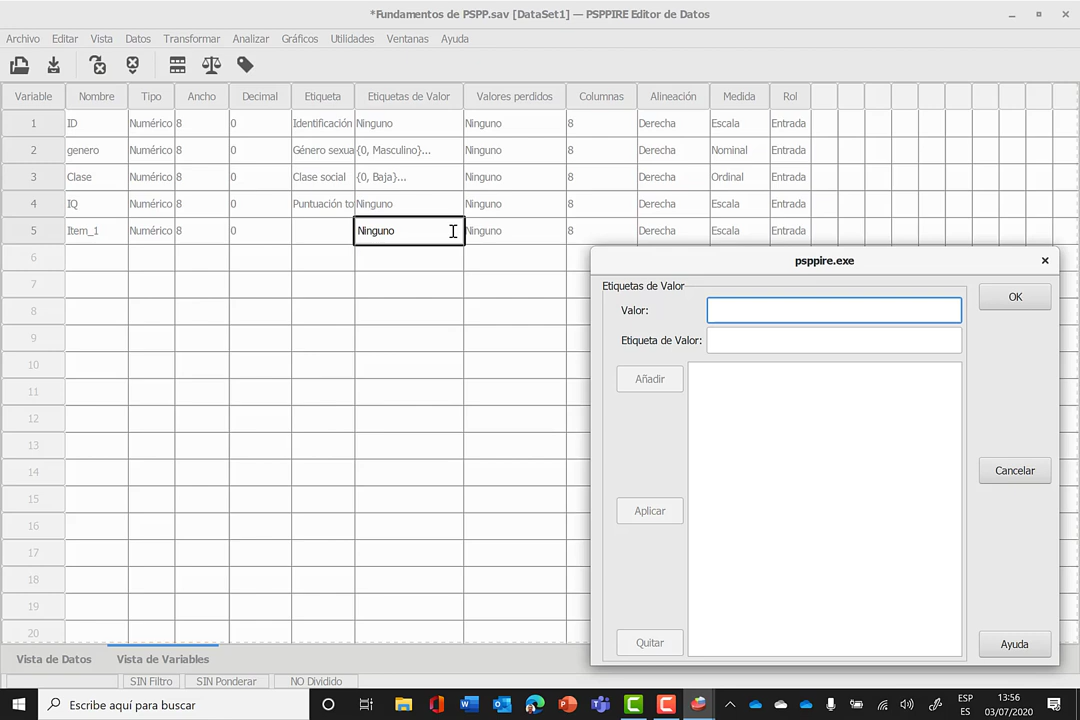 *Fundamentos de PSPP.sav [DataSet1] — PSPPIRE Editor de Datos
Archivo Editar Vista Datos Transformar Analizar Gráficos Utilidades Ventanas Ayuda
Variable Nombre Tipo Ancho Decimal Etiqueta Etiquetas de Valor Valores perdidos Columnas Alineación Medida Rol
1 ID Numérico 8 0 Identificación Ninguno Ninguno 8 Derecha Escala Entrada
2 genero Numérico 8 0 Género sexua {0, Masculino}... Ninguno 8 Derecha Nominal Entrada
3 Clase Numérico 8 0 Clase social {0, Baja}... Ninguno 8 Derecha Ordinal Entrada
4 IQ Numérico 8 0 Puntuación to Ninguno Ninguno 8 Derecha Escala Entrada
5 Item_1 Numérico 8 0 Ninguno Ninguno 8 Derecha Escala Entrada
6
7
8
9
10
11
12
13
14
15
16
17
18
19
20
psppire.exe
Etiquetas de Valor
Valor:
OK
Etiqueta de Valor:
Añadir
Cancelar
Aplicar
Quitar
Ayuda
Vista de Datos Vista de Variables
SIN Filtro SIN Ponderar NO Dividido
Escribe aquí para buscar
ESP
ES
13:56
03/07/2020